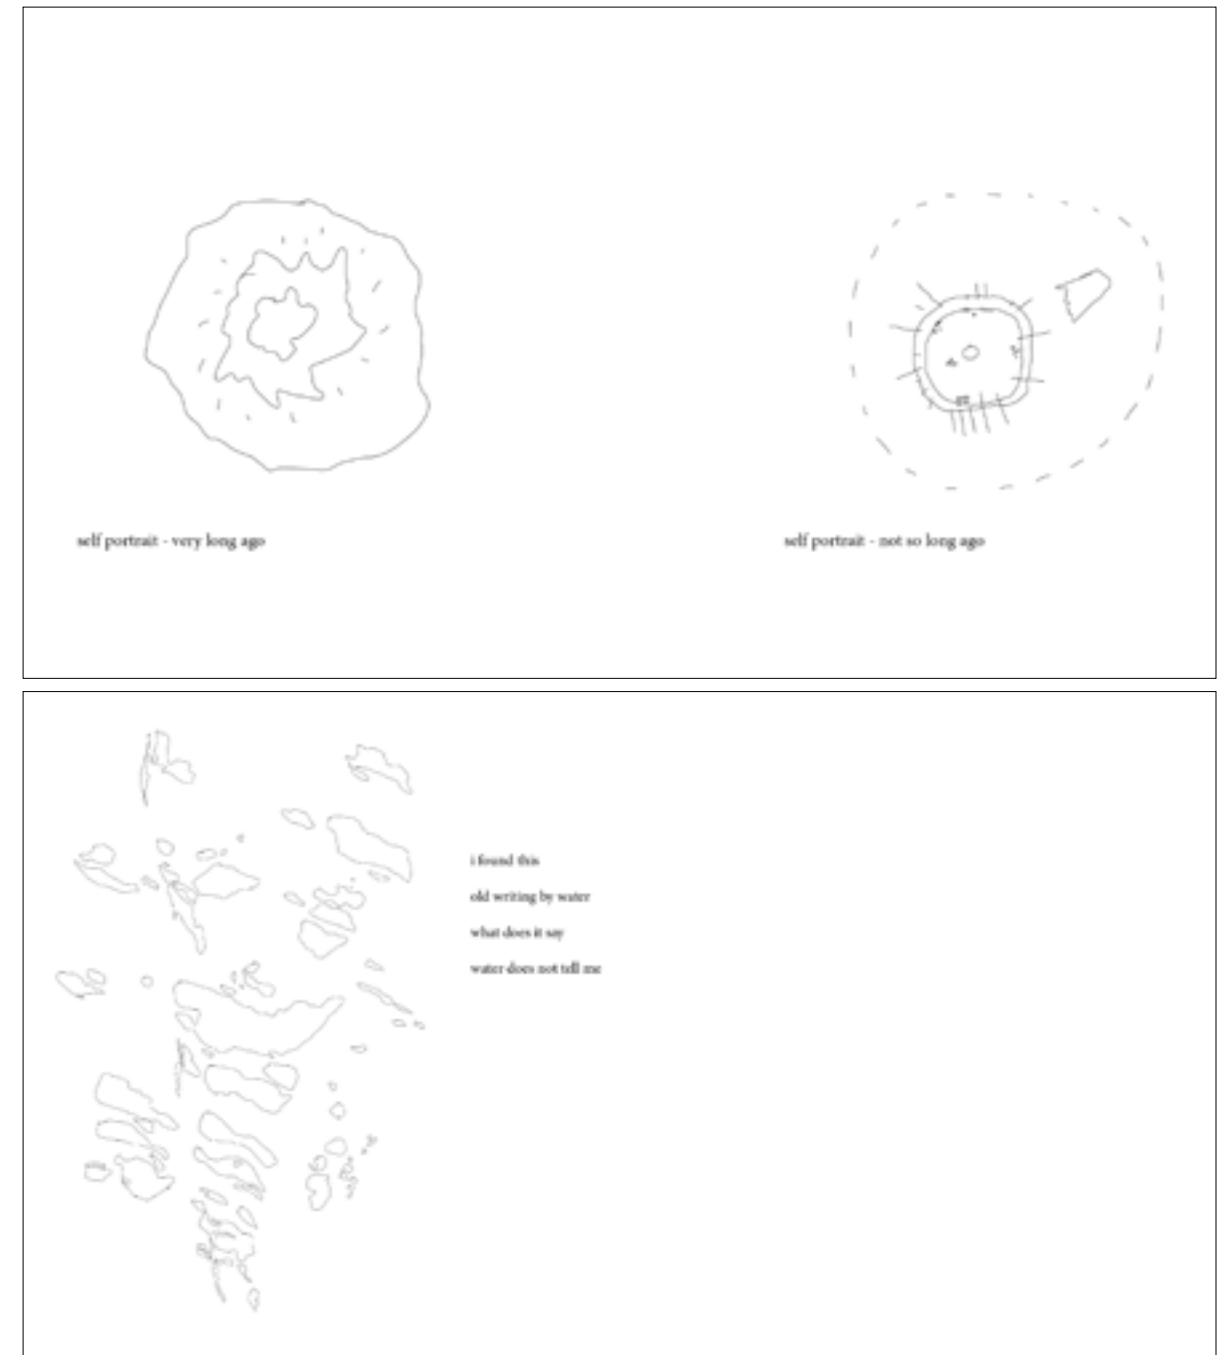 self portrait - very long ago
self portrait - not so long ago
i found this
old writing by water
what does it say
water does not tell me